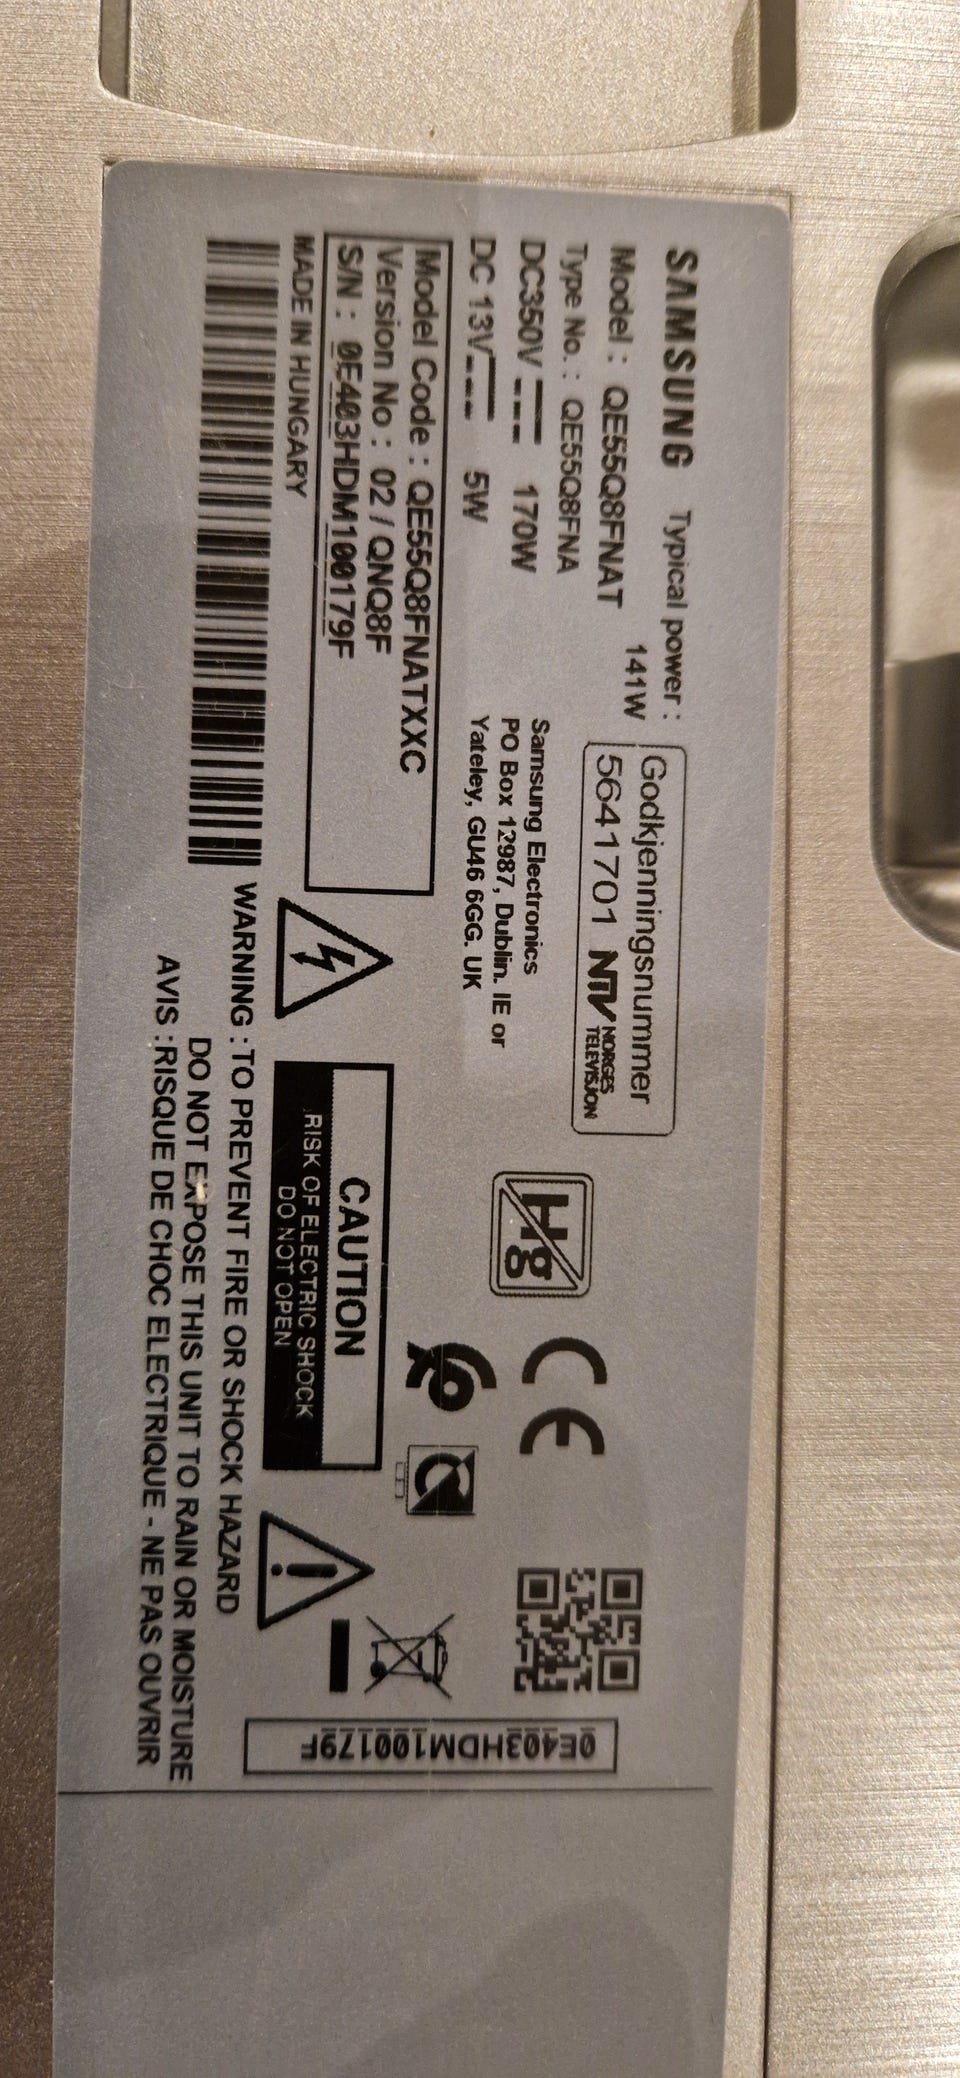 SAMSUNG
Typical power :
141W
Model : QE55Q8FNAT
Type No. : QE55Q8FNA
DC350V 170W
DC 13V 5W
Godkjenningsnummer
5641701 NTV NORGES TELEVISJON
Samsung Electronics
PO Box 12987, Dublin. IE or
Yateley, GU46 6GG. UK
Model Code : QE55Q8FNATXXC
Version No : 02 / QNQ8F
S/N : 0E403HDM100179F
MADE IN HUNGARY
Hg
CE
CAUTION
RISK OF ELECTRIC SHOCK
DO NOT OPEN
WARNING : TO PREVENT FIRE OR SHOCK HAZARD
DO NOT EXPOSE THIS UNIT TO RAIN OR MOISTURE
AVIS : RISQUE DE CHOC ELECTRIQUE - NE PAS OUVRIR
0E403HDM100179F